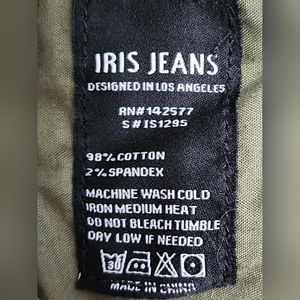 IRIS JEANS
DESIGNED IN LOS ANGELES
RN#142577
S#IS1295
98% COTTON
2% SPANDEX
MACHINE WASH COLD
IRON MEDIUM HEAT
DO NOT BLEACH TUMBLE
DRY LOW IF NEEDED
30
MADE IN CHINA